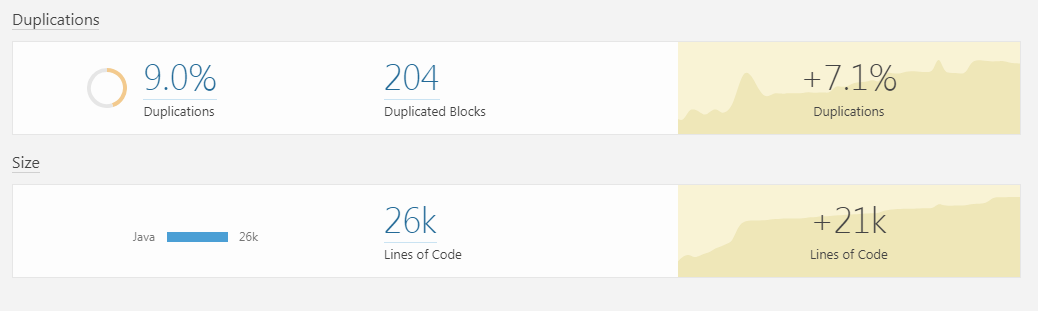 Duplications
9.0%
Duplications
204
Duplicated Blocks
+7.1%
Duplications
Size
Java 26k
26k
Lines of Code
+21k
Lines of Code